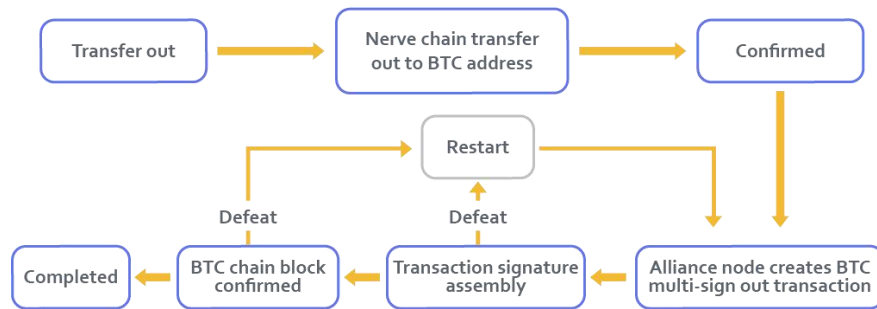 Transfer out
Nerve chain transfer
out to BTC address
Confirmed
Restart
Defeat
Defeat
Completed
BTC chain block
confirmed
Transaction signature
assembly
Alliance node creates BTC
multi-sign out transaction